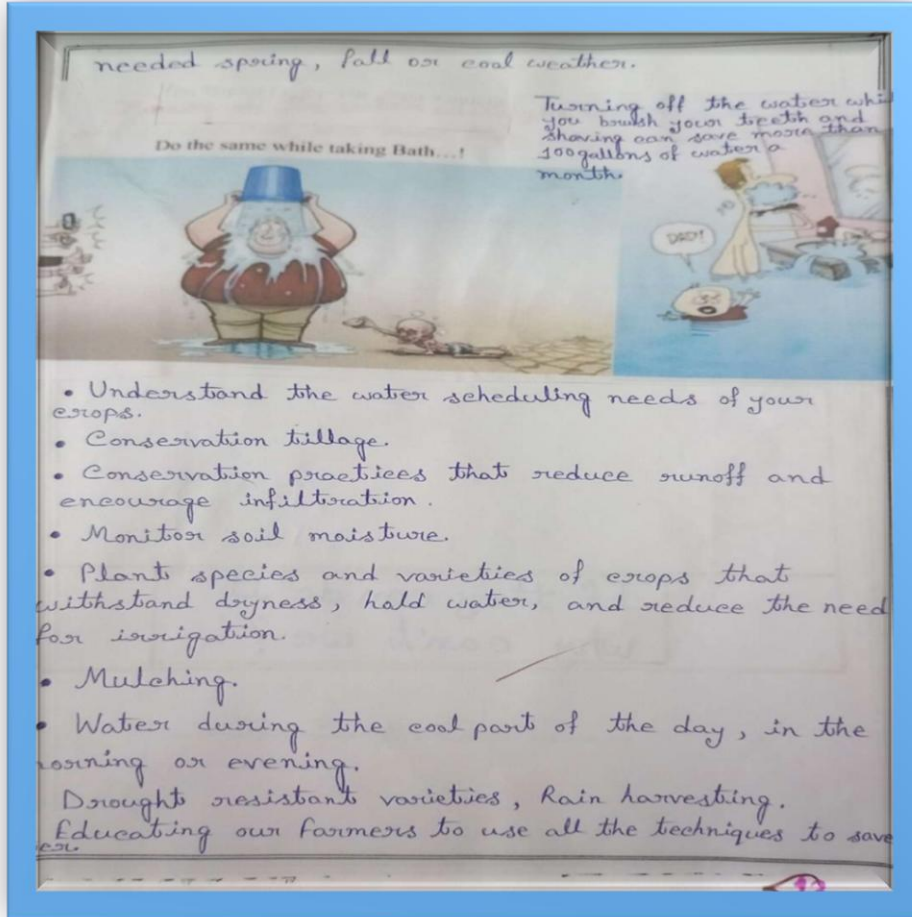 needed spring, fall or cool weather.
Turning off the water whi
you brush your teeth and
shaving can save more than
100gallons of water a
month.
Do the same while taking Bath...!
DAD!
• Understand the water scheduling needs of your
crops.
• Conservation tillage.
• Conservation practices that reduce runoff and
encourage infilteration.
• Monitor soil moisture.
• Plant species and varieties of crops that
withstand dryness, hold water, and reduce the need
for irrigation.
• Mulching.
• Water during the cool part of the day, in the
orning or evening.
Drought resistant varieties, Rain harvesting.
Educating our farmers to use all the techniques to save
er.